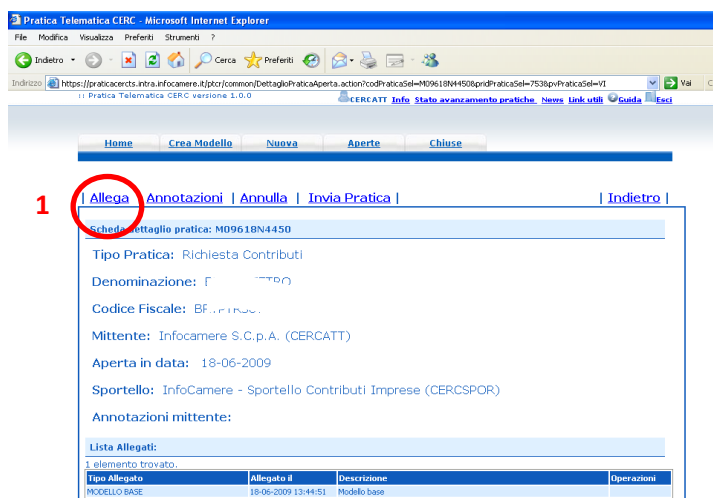 Pratica Telematica CERC - Microsoft Internet Explorer
File Modifica Visualizza Preferiti Strumenti ?
Indietro Cerca Preferiti
Indirizzo https://praticacercts.intra.infocamere.it/ptcr/common/DettaglioPraticaAperta.action?codPraticaSel=M09618N4450&pridPraticaSel=753&pvPraticaSel=VI Vai
:: Pratica Telematica CERC versione 1.0.0 CERCATT Info Stato avanzamento pratiche News Link utili Guida Esci
Home Crea Modello Nuova Aperte Chiuse
1 | Allega Annotazioni | Annulla | Invia Pratica | | Indietro |
Scheda dettaglio pratica: M09618N4450
Tipo Pratica: Richiesta Contributi
Denominazione:
Codice Fiscale:
Mittente: Infocamere S.C.p.A. (CERCATT)
Aperta in data: 18-06-2009
Sportello: InfoCamere - Sportello Contributi Imprese (CERCSPOR)
Annotazioni mittente:
Lista Allegati:
1 elemento trovato.
Tipo Allegato Allegato il Descrizione Operazioni
MODELLO BASE 18-06-2009 13:44:51 Modello base